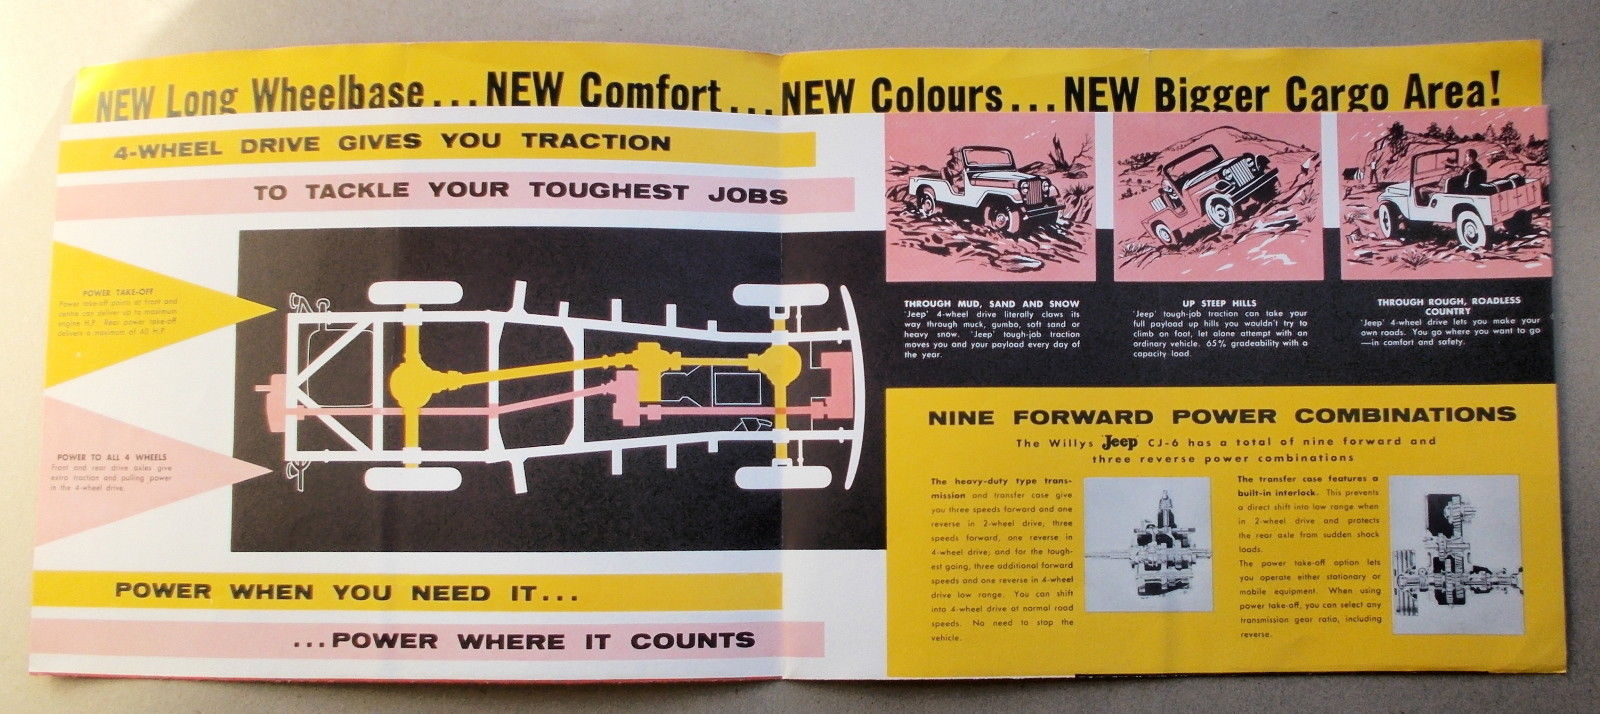 NEW Long Wheelbase...NEW Comfort...NEW Colours...NEW Bigger Cargo Area!
4-WHEEL DRIVE GIVES YOU TRACTION
TO TACKLE YOUR TOUGHEST JOBS
POWER TAKE-OFF
Power take-off points at front and
centre can deliver up to maximum
engine H.P. Rear power take-off
delivers a maximum of 40 H.P.
POWER TO ALL 4 WHEELS
Front and rear drive axles give
extra traction and pulling power
in the 4-wheel drive.
POWER WHEN YOU NEED IT...
...POWER WHERE IT COUNTS
THROUGH MUD, SAND AND SNOW
'Jeep' 4-wheel drive literally claws its
way through muck, gumbo, soft sand or
heavy snow. 'Jeep' tough-job traction
moves you and your payload every day of
the year.
UP STEEP HILLS
'Jeep' tough-job traction can take your
full payload up hills you wouldn't try to
climb on foot, let alone attempt with an
ordinary vehicle. 65% gradeability with a
capacity load.
THROUGH ROUGH, ROADLESS
COUNTRY
'Jeep' 4-wheel drive lets you make your
own roads. You go where you want to go
—in comfort and safety.
NINE FORWARD POWER COMBINATIONS
The Willys 'Jeep' CJ-6 has a total of nine forward and
three reverse power combinations
The heavy-duty type trans-
mission and transfer case give
you three speeds forward and one
reverse in 2-wheel drive, three
speeds forward, one reverse in
4-wheel drive; and for the tough-
est going, three additional forward
speeds and one reverse in 4-wheel
drive low range. You can shift
into 4-wheel drive at normal road
speeds. No need to stop the
vehicle.
The transfer case features a
built-in interlock. This prevents
a direct shift into low range when
in 2-wheel drive and protects
the rear axle from sudden shock
loads.
The power take-off option lets
you operate either stationary or
mobile equipment. When using
power take-off, you can select any
transmission gear ratio, including
reverse.